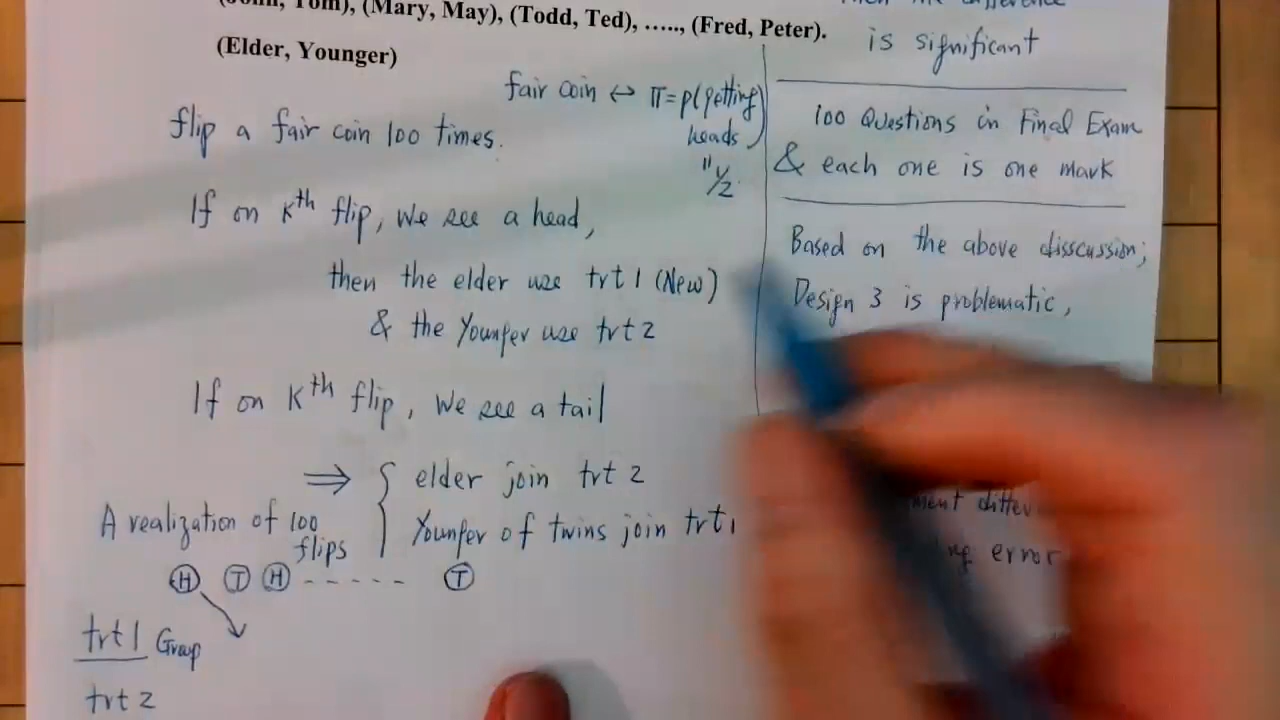 (John, Tom), (Mary, May), (Todd, Ted), ….., (Fred, Peter).
(Elder, Younger)
fair coin ↔ π=p(getting
heads)
" 1/2
flip a fair coin 100 times.
If on kth flip, we see a head,
then the elder use trt 1 (New)
& the Younger use trt 2
If on kth flip, we see a tail
⇒ { elder join trt 2
Younger of twins join trt 1
A realization of 100
flips
H T H ------ T
trt 1 Group
trt 2
is significant
100 Questions in Final Exam
& each one is one mark
Based on the above disscussion;
Design 3 is problematic,
error